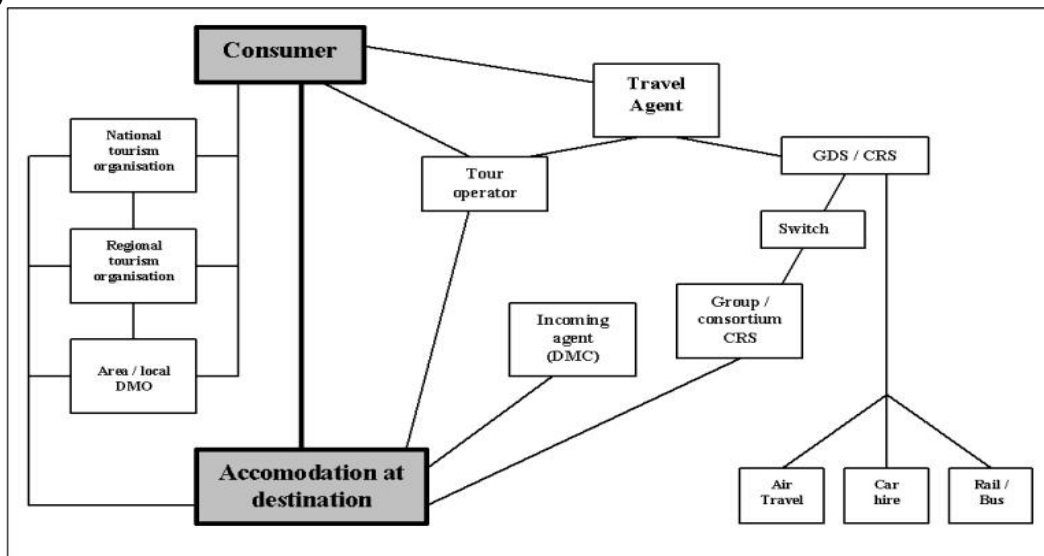 Consumer
Travel
Agent
National
tourism
organisation
GDS / CRS
Tour
operator
Switch
Regional
tourism
organisation
Group /
consortium
CRS
Incoming
agent
(DMC)
Area / local
DMO
Accomodation at
destination
Air
Travel
Car
hire
Rail /
Bus